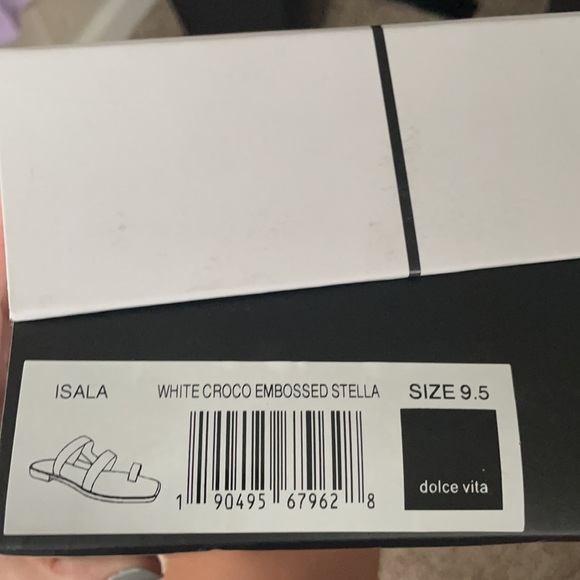 ISALA WHITE CROCO EMBOSSED STELLA SIZE 9.5
dolce vita
1 90495 67962 8